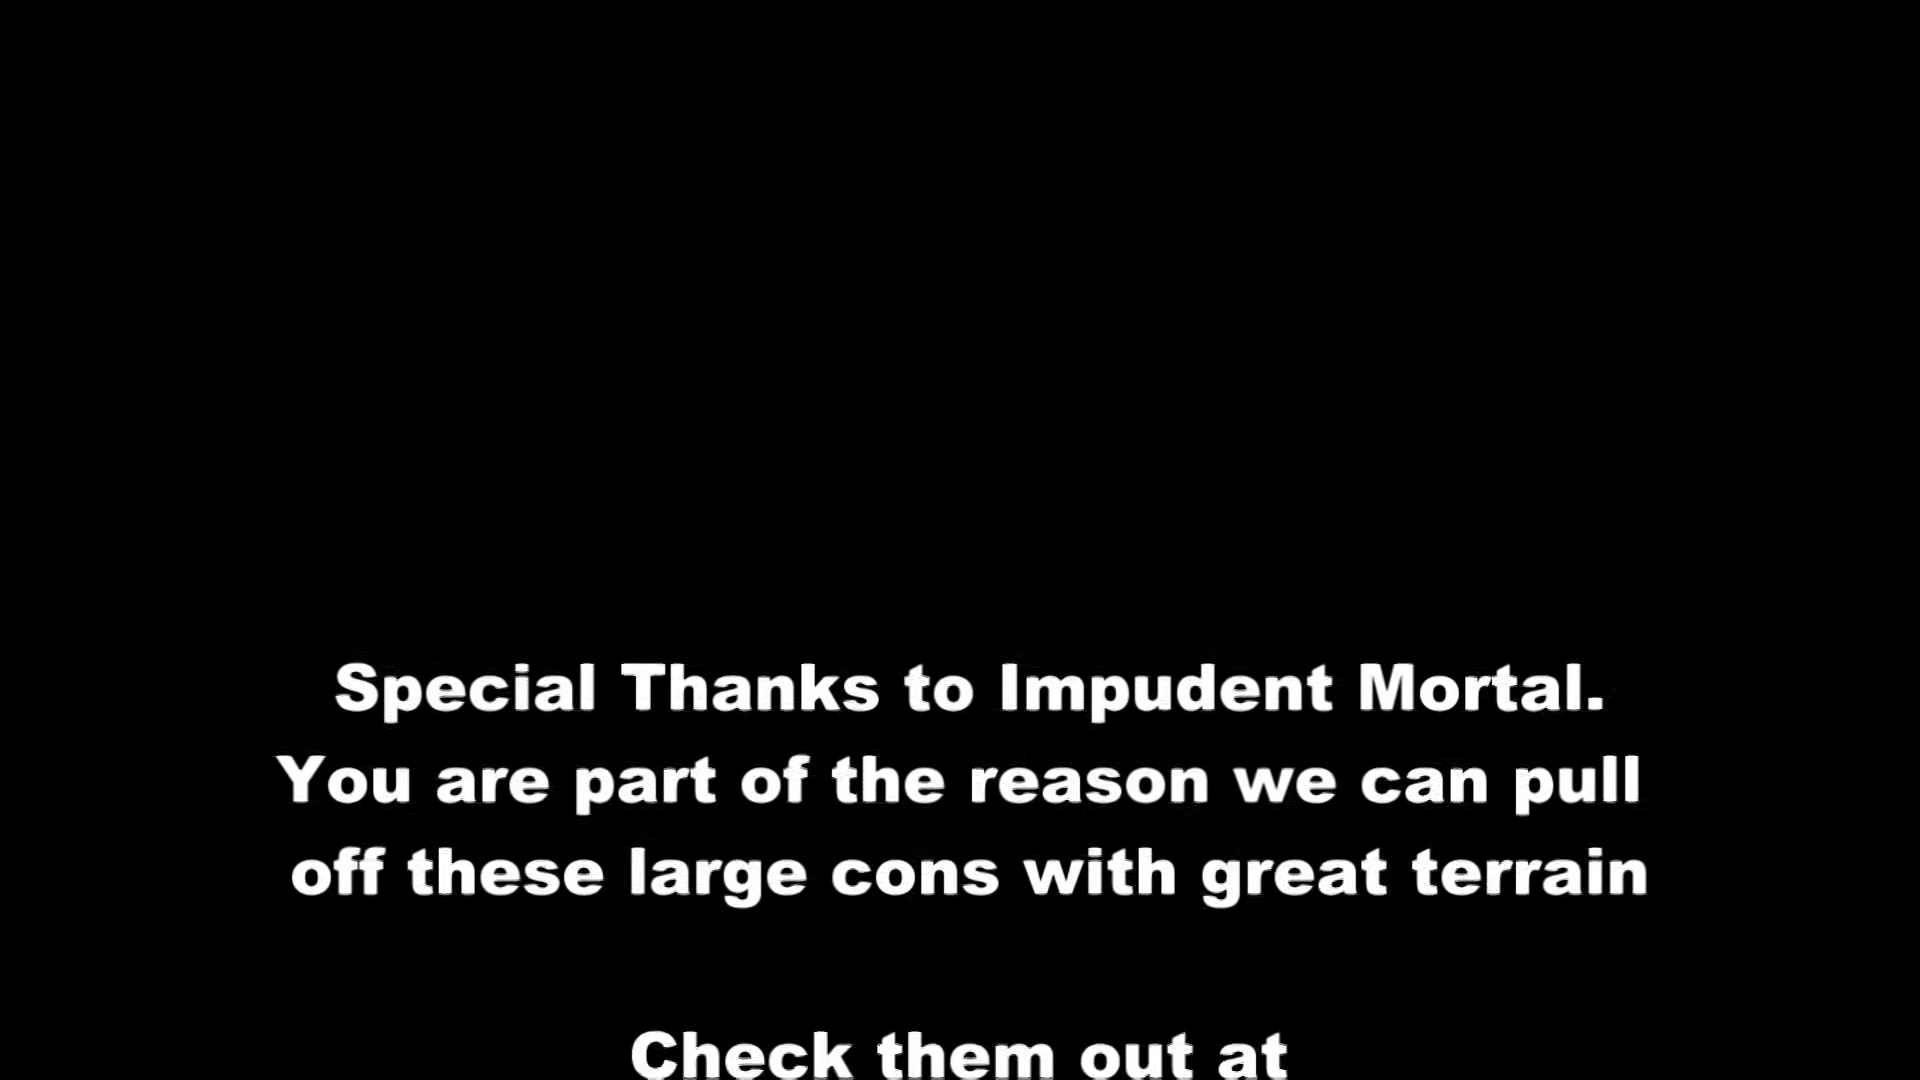 Special Thanks to Impudent Mortal.
You are part of the reason we can pull
off these large cons with great terrain
Check them out at